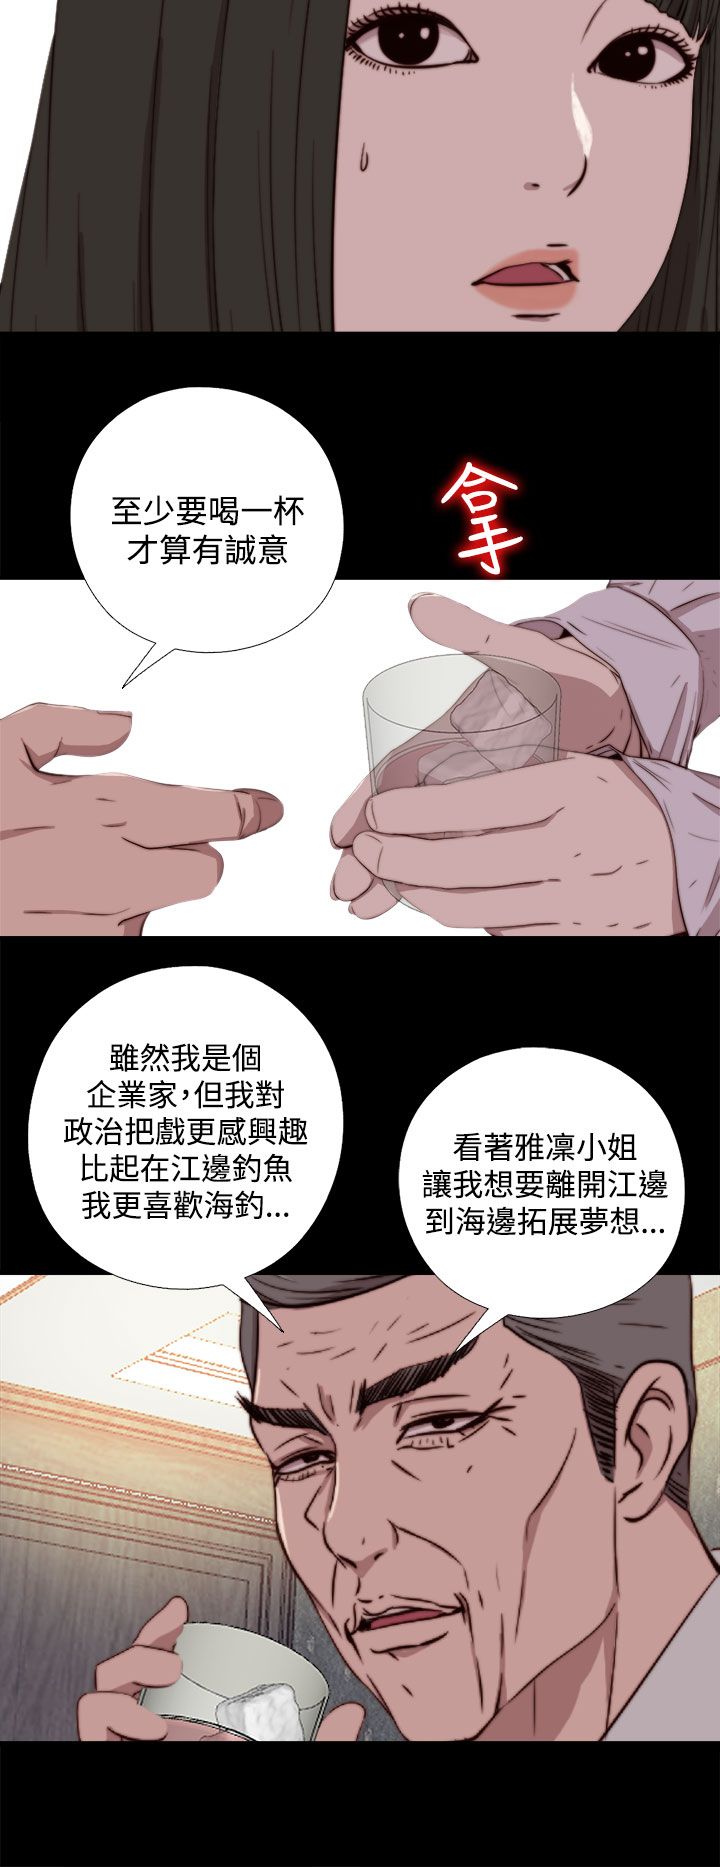 至少要喝一杯
才算有誠意
拿
雖然我是個
企業家，但我對
政治把戲更感興趣
比起在江邊釣魚
我更喜歡海釣...
看著雅凜小姐
讓我想要離開江邊
到海邊拓展夢想...